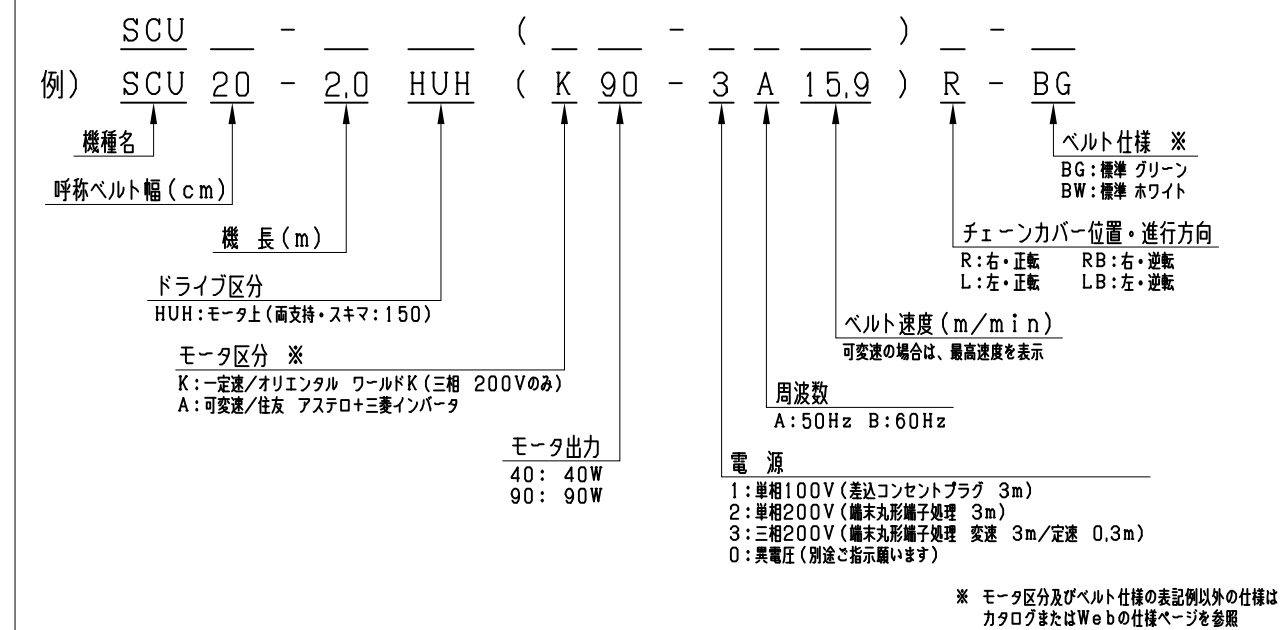 SCU － （ － ） －
例） SCU 20 － 2.0 HUH （ K 90 － 3 A 15.9 ） R － BG
機種名
ベルト仕様 ※
BG：標準 グリーン
BW：標準 ホワイト
呼称ベルト幅（cm）
機 長（m）
チェーンカバー位置・進行方向
R：右・正転 RB：右・逆転
L：左・正転 LB：左・逆転
ドライブ区分
HUH：モータ上（両支持・スキマ：150）
ベルト速度（m/min）
可変速の場合は、最高速度を表示
モータ区分 ※
K：一定速/オリエンタル ワールドK（三相 200Vのみ）
A：可変速/住友 アステロ＋三菱インバータ
周波数
A：50Hz B：60Hz
モータ出力
40： 40W
90： 90W
電 源
1：単相100V（差込コンセントプラグ 3m）
2：単相200V（端末丸形端子処理 3m）
3：三相200V（端末丸形端子処理 変速 3m/定速 0.3m）
0：異電圧（別途ご指示願います）
※ モータ区分及びベルト仕様の表記例以外の仕様は
カタログまたはWebの仕様ページを参照